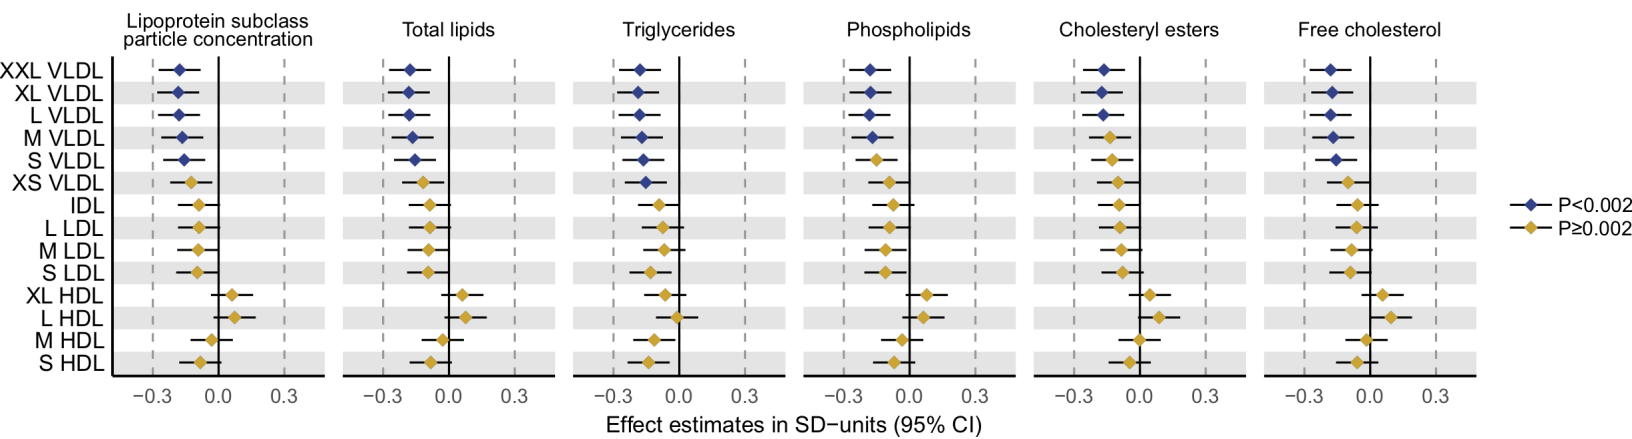 Lipoprotein subclass
particle concentration
Total lipids
Triglycerides
Phospholipids
Cholesteryl esters
Free cholesterol
XXL VLDL
XL VLDL
L VLDL
M VLDL
S VLDL
XS VLDL
IDL
L LDL
M LDL
S LDL
XL HDL
L HDL
M HDL
S HDL
P<0.002
P≥0.002
−0.3 0.0 0.3 −0.3 0.0 0.3 −0.3 0.0 0.3 −0.3 0.0 0.3 −0.3 0.0 0.3 −0.3 0.0 0.3
Effect estimates in SD−units (95% CI)